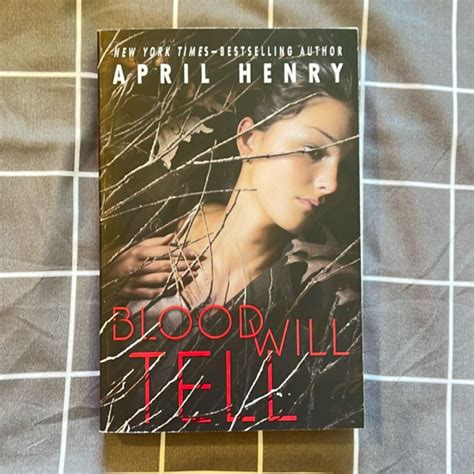 NEW YORK TIMES–BESTSELLING AUTHOR
APRIL HENRY
BLOOD WILL
TELL